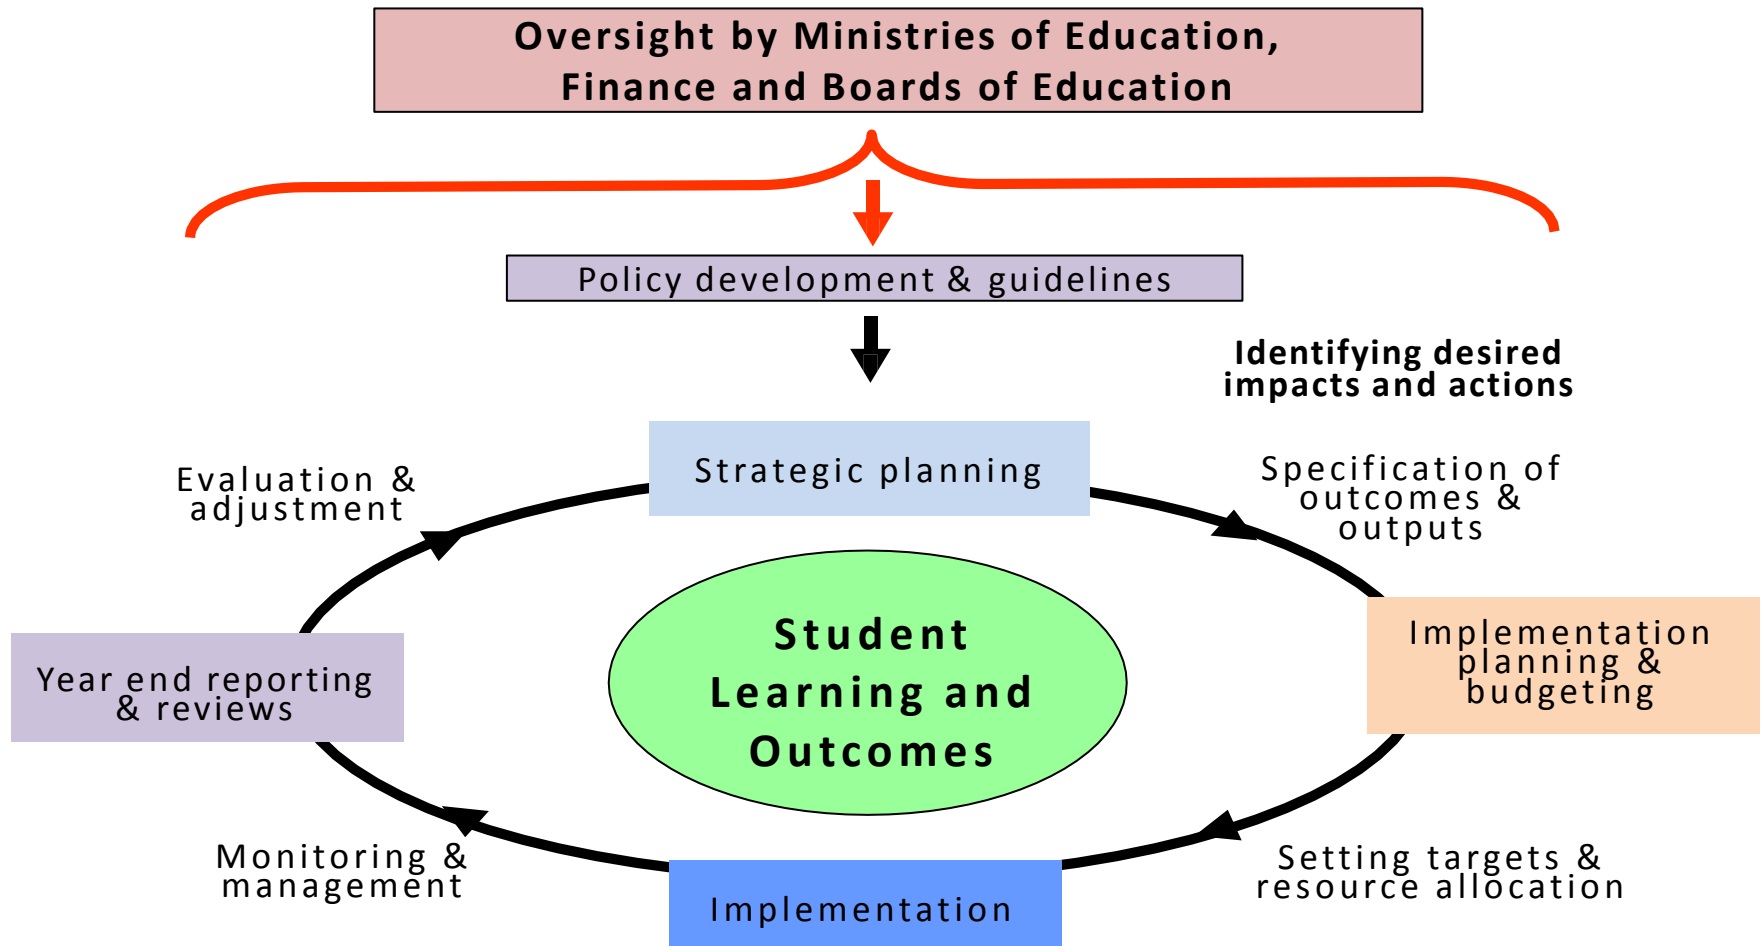 Oversight by Ministries of Education,
Finance and Boards of Education
Policy development & guidelines
Identifying desired
impacts and actions
Strategic planning
Evaluation &
adjustment
Specification of
outcomes &
outputs
Student
Learning and
Outcomes
Implementation
planning &
budgeting
Year end reporting
& reviews
Monitoring &
management
Setting targets &
resource allocation
Implementation